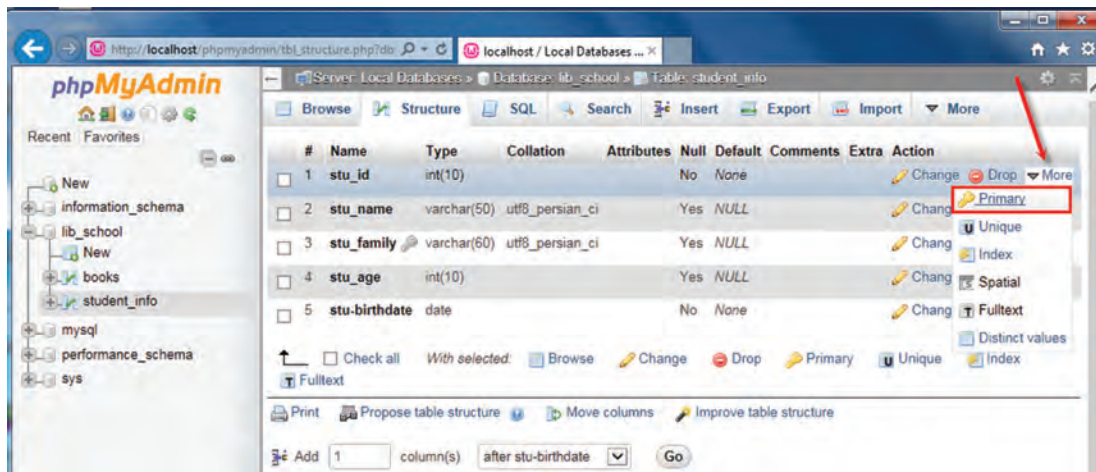 http://localhost/phpmyadmin/tbl_structure.php?db
localhost / Local Databases ...
phpMyAdmin
Recent Favorites
New
information_schema
lib_school
New
books
student_info
mysql
performance_schema
sys
Server: Local Databases » Database: lib_school » Table: student_info
Browse Structure SQL Search Insert Export Import More
# Name Type Collation Attributes Null Default Comments Extra Action
1 stu_id int(10) No None Change Drop More
2 stu_name varchar(50) utf8_persian_ci Yes NULL Chang
3 stu_family varchar(60) utf8_persian_ci Yes NULL Chang
4 stu_age int(10) Yes NULL Chang
5 stu-birthdate date No None Chang
Primary
Unique
Index
Spatial
Fulltext
Distinct values
Check all With selected: Browse Change Drop Primary Unique Index
Fulltext
Print Propose table structure Move columns Improve table structure
Add 1 column(s) after stu-birthdate Go